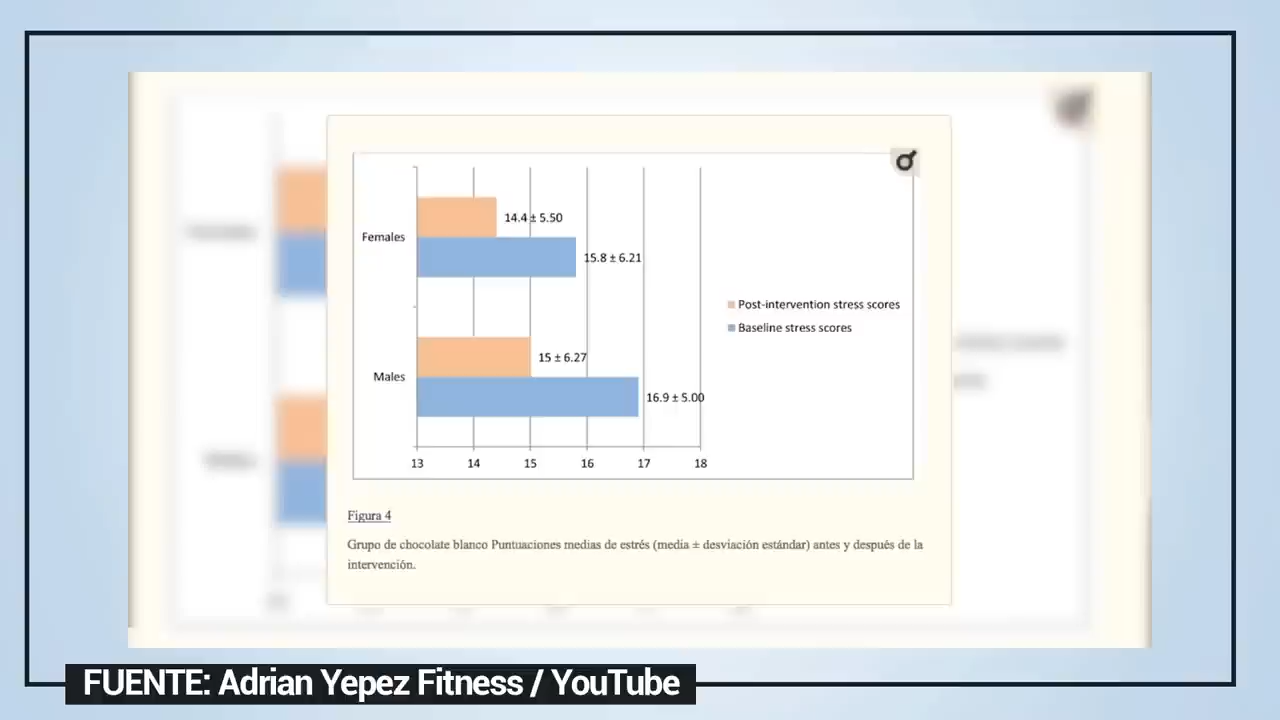 Females
14.4 ± 5.50
15.8 ± 6.21
Post-intervention stress scores
Baseline stress scores
Males
15 ± 6.27
16.9 ± 5.00
13 14 15 16 17 18
Figura 4
Grupo de chocolate blanco Puntuaciones medias de estrés (media ± desviación estándar) antes y después de la
intervención.
FUENTE: Adrian Yepez Fitness / YouTube